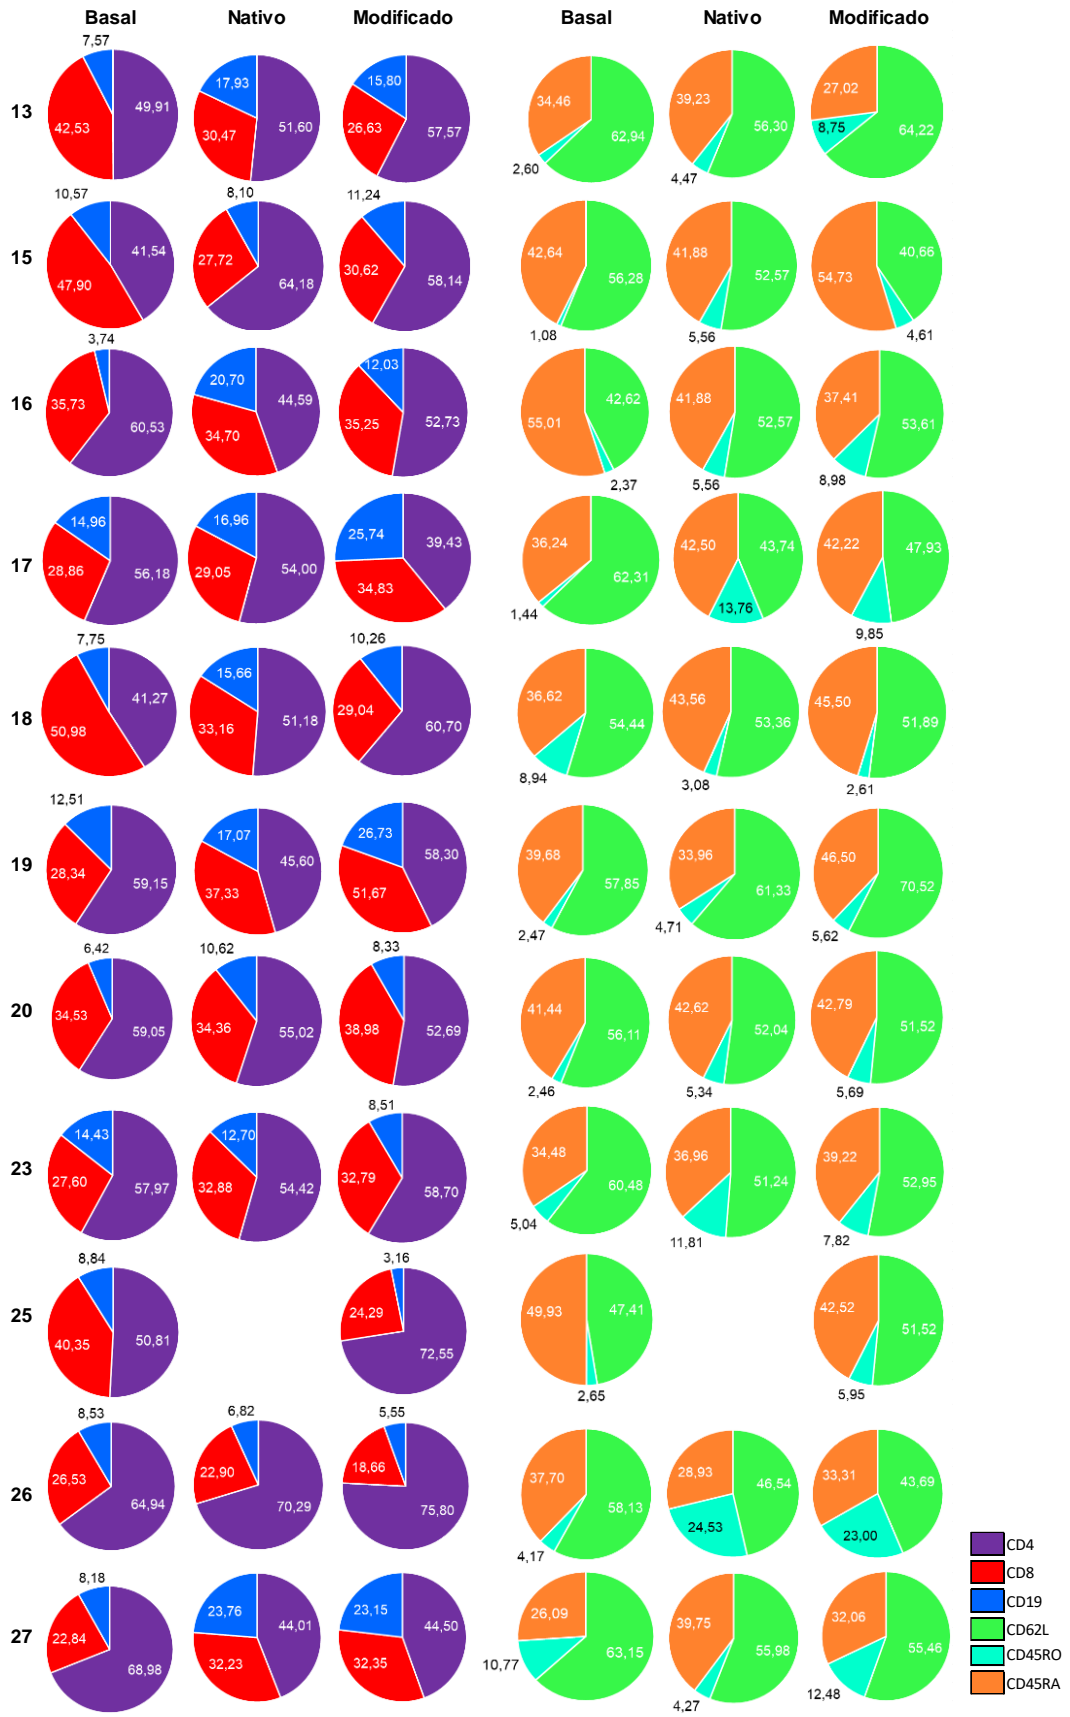 Basal Nativo Modificado Basal Nativo Modificado
13
7,57 49,91 42,53
17,93 51,60 30,47
15,80 57,57 26,63
34,46 62,94 2,60
39,23 56,30 4,47
27,02 64,22 8,75
15
10,57 41,54 47,90
8,10 64,18 27,72
11,24 58,14 30,62
42,64 56,28 1,08
41,88 52,57 5,56
54,73 40,66 4,61
16
3,74 60,53 35,73
20,70 44,59 34,70
12,03 52,73 35,25
55,01 42,62 2,37
41,88 52,57 5,56
37,41 53,61 8,98
17
14,96 56,18 28,86
16,96 54,00 29,05
25,74 39,43 34,83
36,24 62,31 1,44
42,50 43,74 13,76
42,22 47,93 9,85
18
7,75 41,27 50,98
15,66 51,18 33,16
10,26 60,70 29,04
36,62 54,44 8,94
43,56 53,36 3,08
45,50 51,89 2,61
19
12,51 59,15 28,34
17,07 45,60 37,33
26,73 58,30 51,67
39,68 57,85 2,47
33,96 61,33 4,71
46,50 70,52 5,62
20
6,42 59,05 34,53
10,62 55,02 34,36
8,33 52,69 38,98
41,44 56,11 2,46
42,62 52,04 5,34
42,79 51,52 5,69
23
14,43 57,97 27,60
12,70 54,42 32,88
8,51 58,70 32,79
34,48 60,48 5,04
36,96 51,24 11,81
39,22 52,95 7,82
25
8,84 50,81 40,35
3,16 72,55 24,29
49,93 47,41 2,65
42,52 51,52 5,95
26
8,53 64,94 26,53
6,82 70,29 22,90
5,55 75,80 18,66
37,70 58,13 4,17
28,93 46,54 24,53
33,31 43,69 23,00
27
8,18 68,98 22,84
23,76 44,01 32,23
23,15 44,50 32,35
26,09 63,15 10,77
39,75 55,98 4,27
32,06 55,46 12,48
CD4
CD8
CD19
CD62L
CD45RO
CD45RA